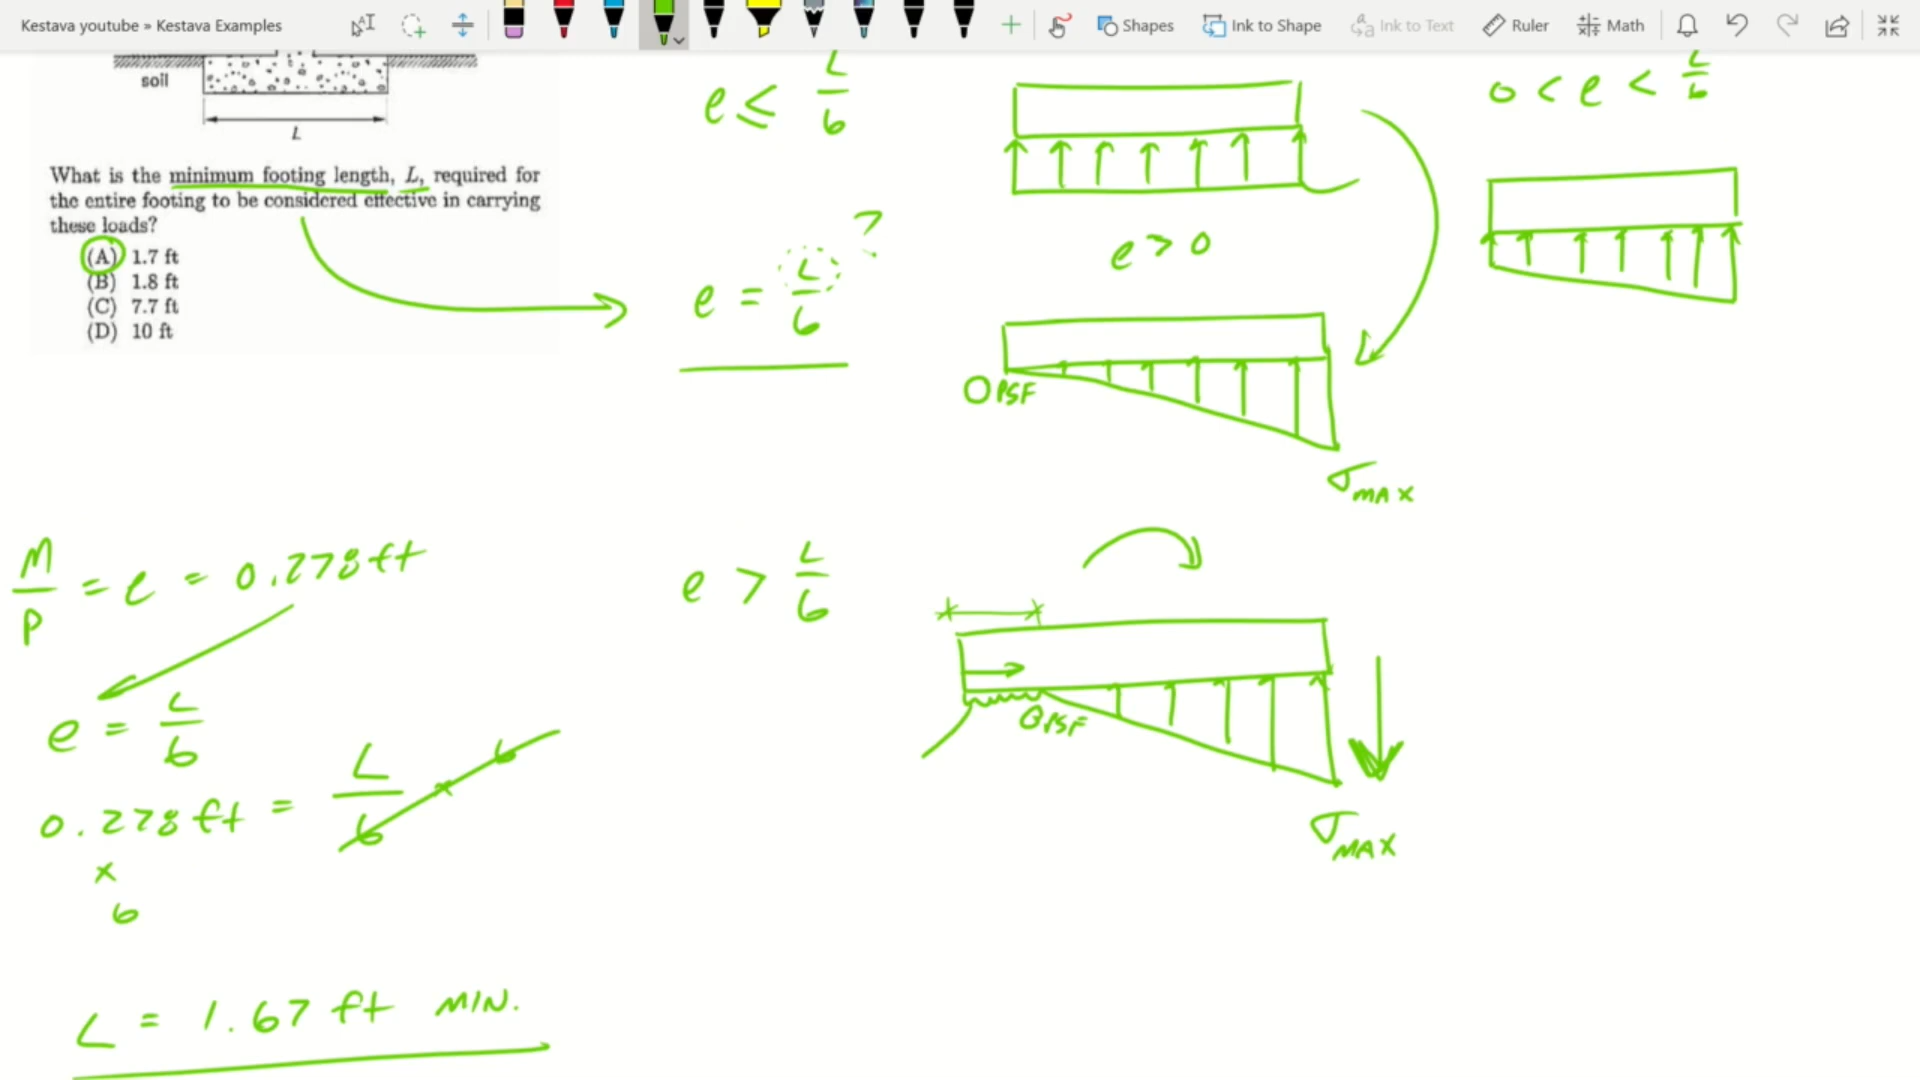 Kestava youtube » Kestava Examples
Shapes
Ink to Shape
Ink to Text
Ruler
Math
soil
L
What is the minimum footing length, L, required for
the entire footing to be considered effective in carrying
these loads?
(A) 1.7 ft
(B) 1.8 ft
(C) 7.7 ft
(D) 10 ft
e ≤ L/6
e = L/6 ?
e > 0
0 < e < L/6
0 PSF
σ MAX
M/P = e = 0.278 ft
e = L/6
0.278 ft = L/6 × 6
×
6
L = 1.67 ft MIN.
e > L/6
0 PSF
σ MAX